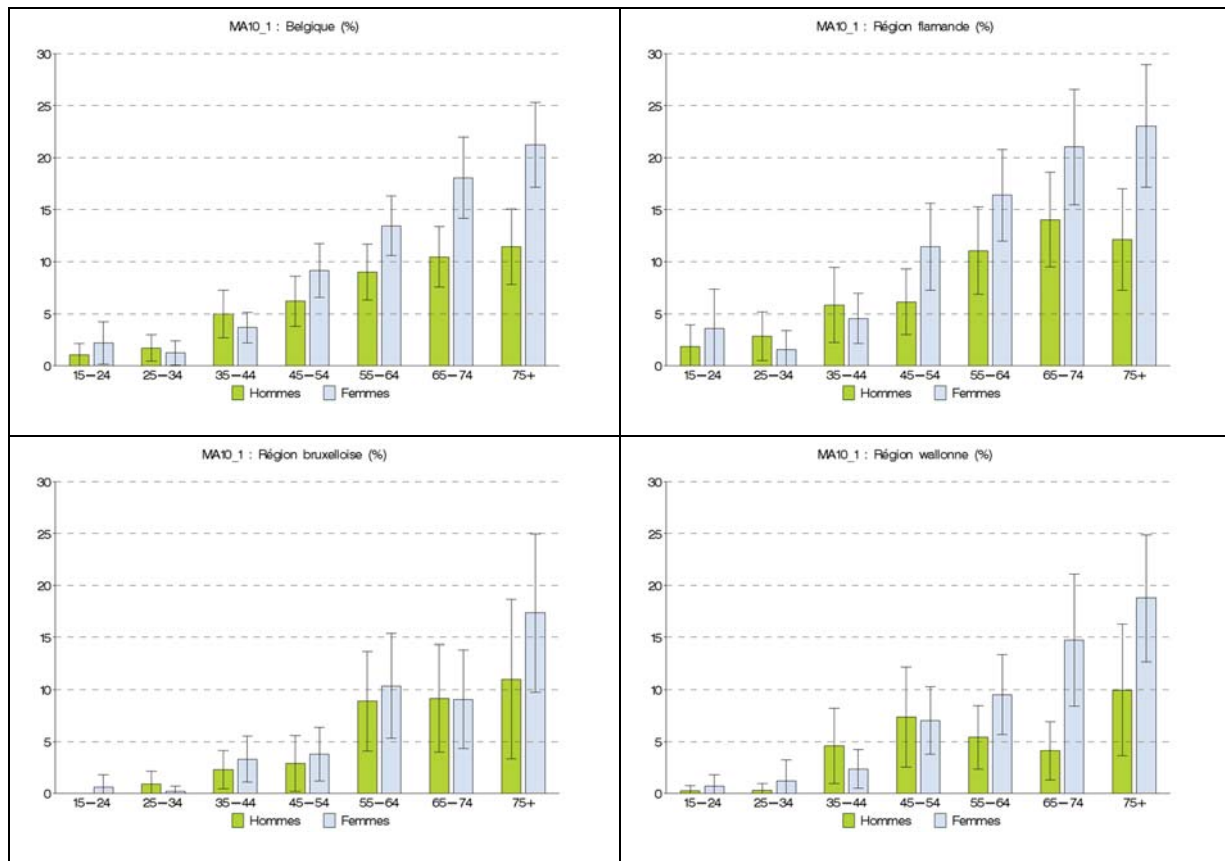 MA10_1 : Belgique (%)
30
25
20
15
10
5
0
15–24 25–34 35–44 45–54 55–64 65–74 75+
Hommes Femmes
MA10_1 : Région flamande (%)
30
25
20
15
10
5
0
15–24 25–34 35–44 45–54 55–64 65–74 75+
Hommes Femmes
MA10_1 : Région bruxelloise (%)
30
25
20
15
10
5
0
15–24 25–34 35–44 45–54 55–64 65–74 75+
Hommes Femmes
MA10_1 : Région wallonne (%)
30
25
20
15
10
5
0
15–24 25–34 35–44 45–54 55–64 65–74 75+
Hommes Femmes